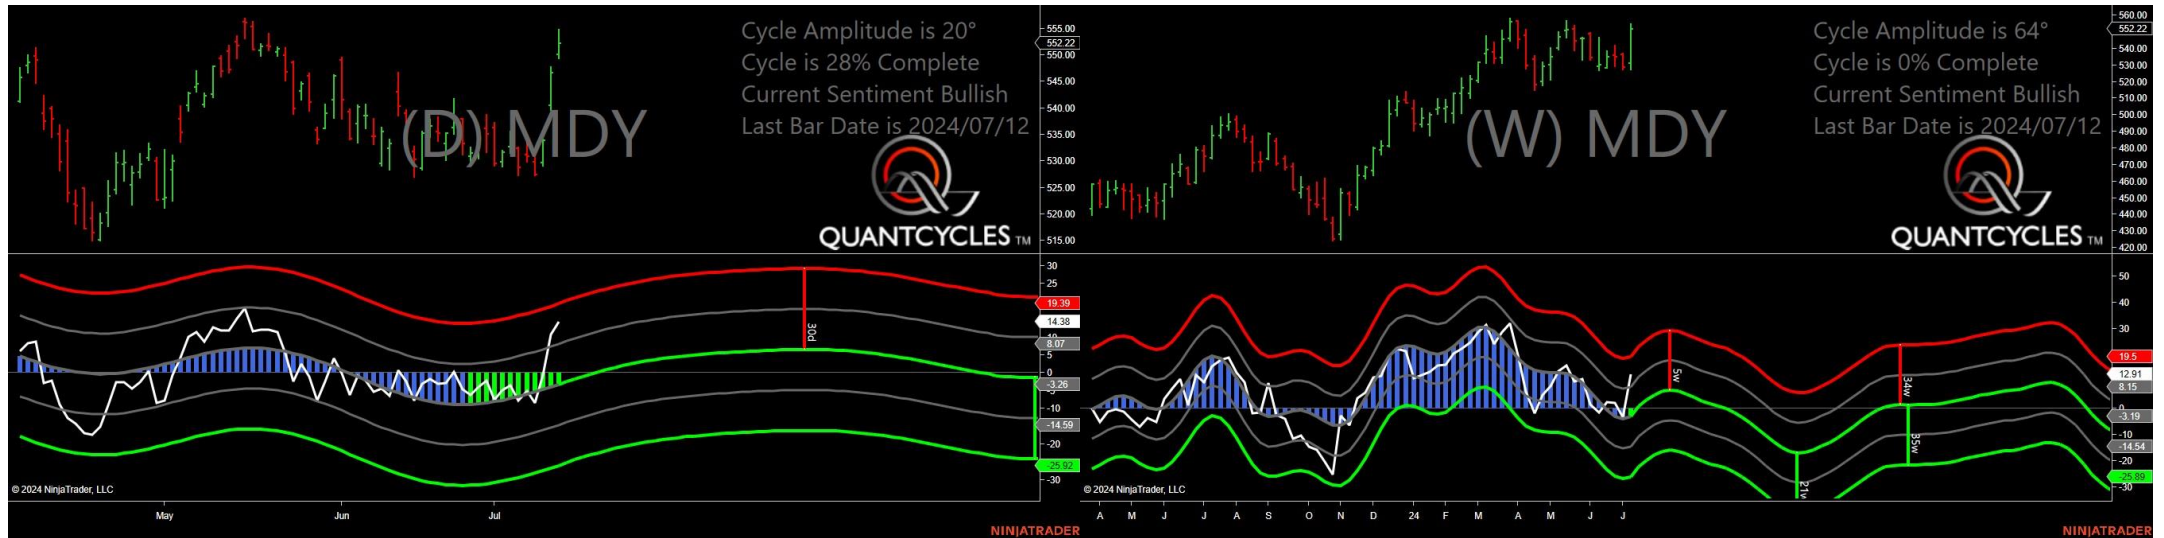 Cycle Amplitude is 20°
Cycle is 28% Complete
Current Sentiment Bullish
Last Bar Date is 2024/07/12
(D) MDY
QUANTCYCLES TM
555.00
552.22
550.00
545.00
540.00
535.00
530.00
525.00
520.00
515.00
30
25
19.39
14.38
8.07
5
0
-3.26
-10
-14.59
-20
-25.92
-30
30d
© 2024 NinjaTrader, LLC
May
Jun
Jul
NINJATRADER
Cycle Amplitude is 64°
Cycle is 0% Complete
Current Sentiment Bullish
Last Bar Date is 2024/07/12
(W) MDY
QUANTCYCLES TM
560.00
552.22
540.00
530.00
520.00
510.00
500.00
490.00
480.00
470.00
460.00
450.00
440.00
430.00
420.00
50
40
30
19.5
12.91
8.15
-3.19
-10
-14.54
-20
-25.89
-30
5w
34w
35w
© 2024 NinjaTrader, LLC
A M J J A S O N D 24 F M A M J J
NINJATRADER